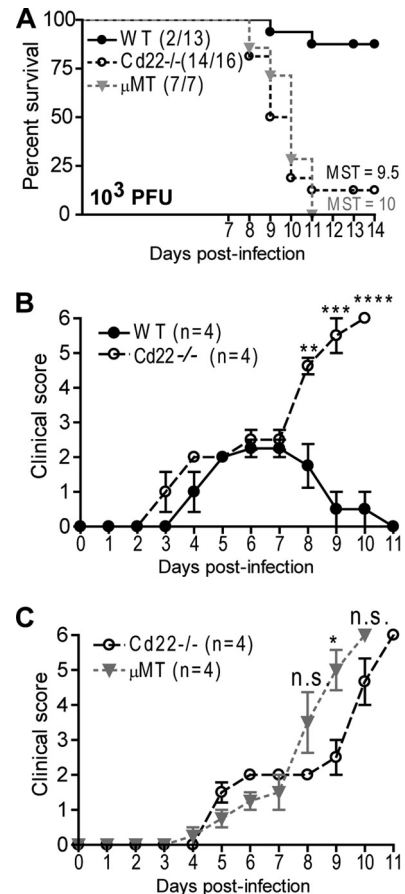 A
WT (2/13)
Cd22-/-(14/16)
μMT (7/7)
Percent survival
100
75
50
25
0
10³ PFU
MST = 9.5
MST = 10
7 8 9 10 11 12 13 14
Days post-infection
B
WT (n=4)
Cd22-/- (n=4)
** *** ****
Clinical score
6
5
4
3
2
1
0
0 1 2 3 4 5 6 7 8 9 10 11
Days post-infection
C
Cd22-/- (n=4)
μMT (n=4)
n.s * n.s.
Clinical score
6
5
4
3
2
1
0
0 1 2 3 4 5 6 7 8 9 10 11
Days post-infection